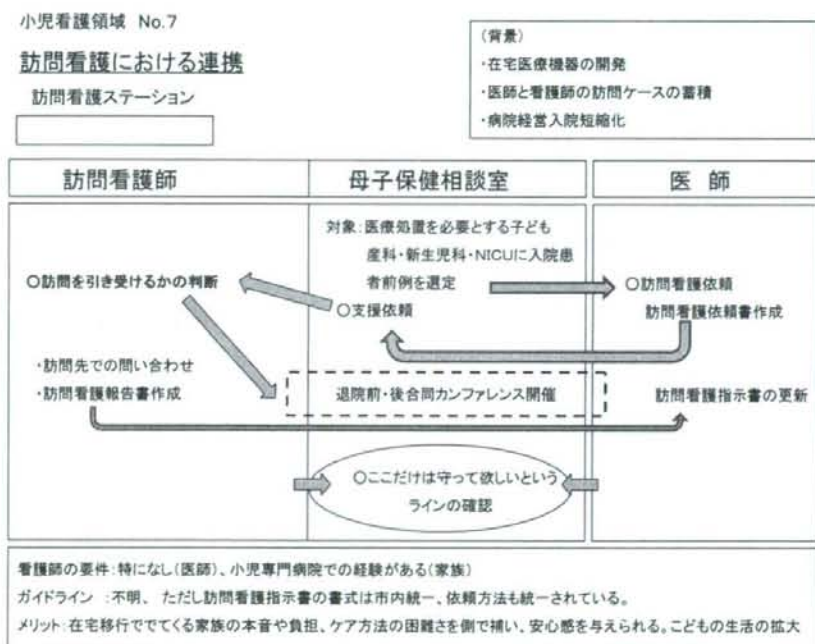 小児看護領域 No.7
訪問看護における連携
訪問看護ステーション
(背景)
・在宅医療機器の開発
・医師と看護師の訪問ケースの蓄積
・病院経営入院短縮化
訪問看護師
母子保健相談室
医 師
対象:医療処置を必要とする子ども
産科・新生児科・NICUに入院患
者前例を選定
○訪問を引き受けるかの判断
○支援依頼
○訪問看護依頼
訪問看護依頼書作成
・訪問先での問い合わせ
・訪問看護報告書作成
退院前・後合同カンファレンス開催
訪問看護指示書の更新
○ここだけは守って欲しいという
ラインの確認
看護師の要件:特になし(医師)、小児専門病院での経験がある(家族)
ガイドライン :不明、 ただし訪問看護指示書の書式は市内統一、依頼方法も統一されている。
メリット:在宅移行ででてくる家族の本音や負担、ケア方法の困難さを側で補い、安心感を与えられる。こどもの生活の拡大